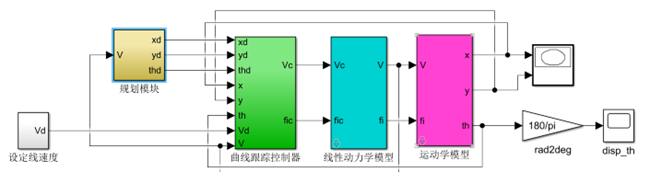 xd
V
yd
thd
规划模块
Vd
设定线速度
xd
yd
thd
x
y
th
Vd
V
Vc
fic
曲线跟踪控制器
Vc
V
fic
fi
线性动力学模型
V
fi
x
y
th
运动学模型
180/pi
rad2deg
disp_th